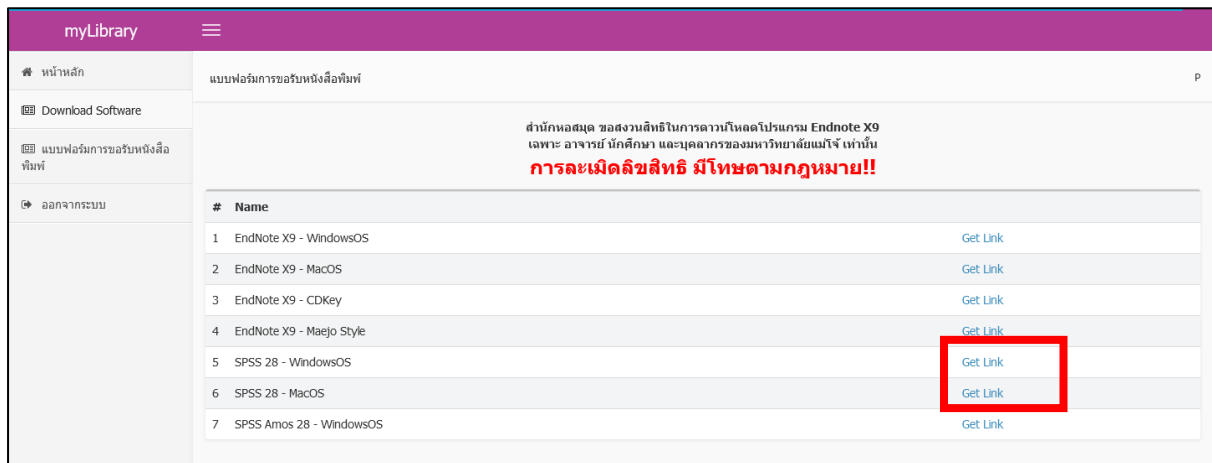 myLibrary
หน้าหลัก
แบบฟอร์มการขอรับหนังสือพิมพ์
P
Download Software
สำนักหอสมุด ขอสงวนสิทธิในการดาวน์โหลดโปรแกรม Endnote X9
เฉพาะ อาจารย์ นักศึกษา และบุคลากรของมหาวิทยาลัยแม่โจ้ เท่านั้น
การละเมิดลิขสิทธิ มีโทษตามกฎหมาย!!
แบบฟอร์มการขอรับหนังสือ
พิมพ์
ออกจากระบบ
# Name
1 EndNote X9 - WindowsOS Get Link
2 EndNote X9 - MacOS Get Link
3 EndNote X9 - CDKey Get Link
4 EndNote X9 - Maejo Style Get Link
5 SPSS 28 - WindowsOS Get Link
6 SPSS 28 - MacOS Get Link
7 SPSS Amos 28 - WindowsOS Get Link